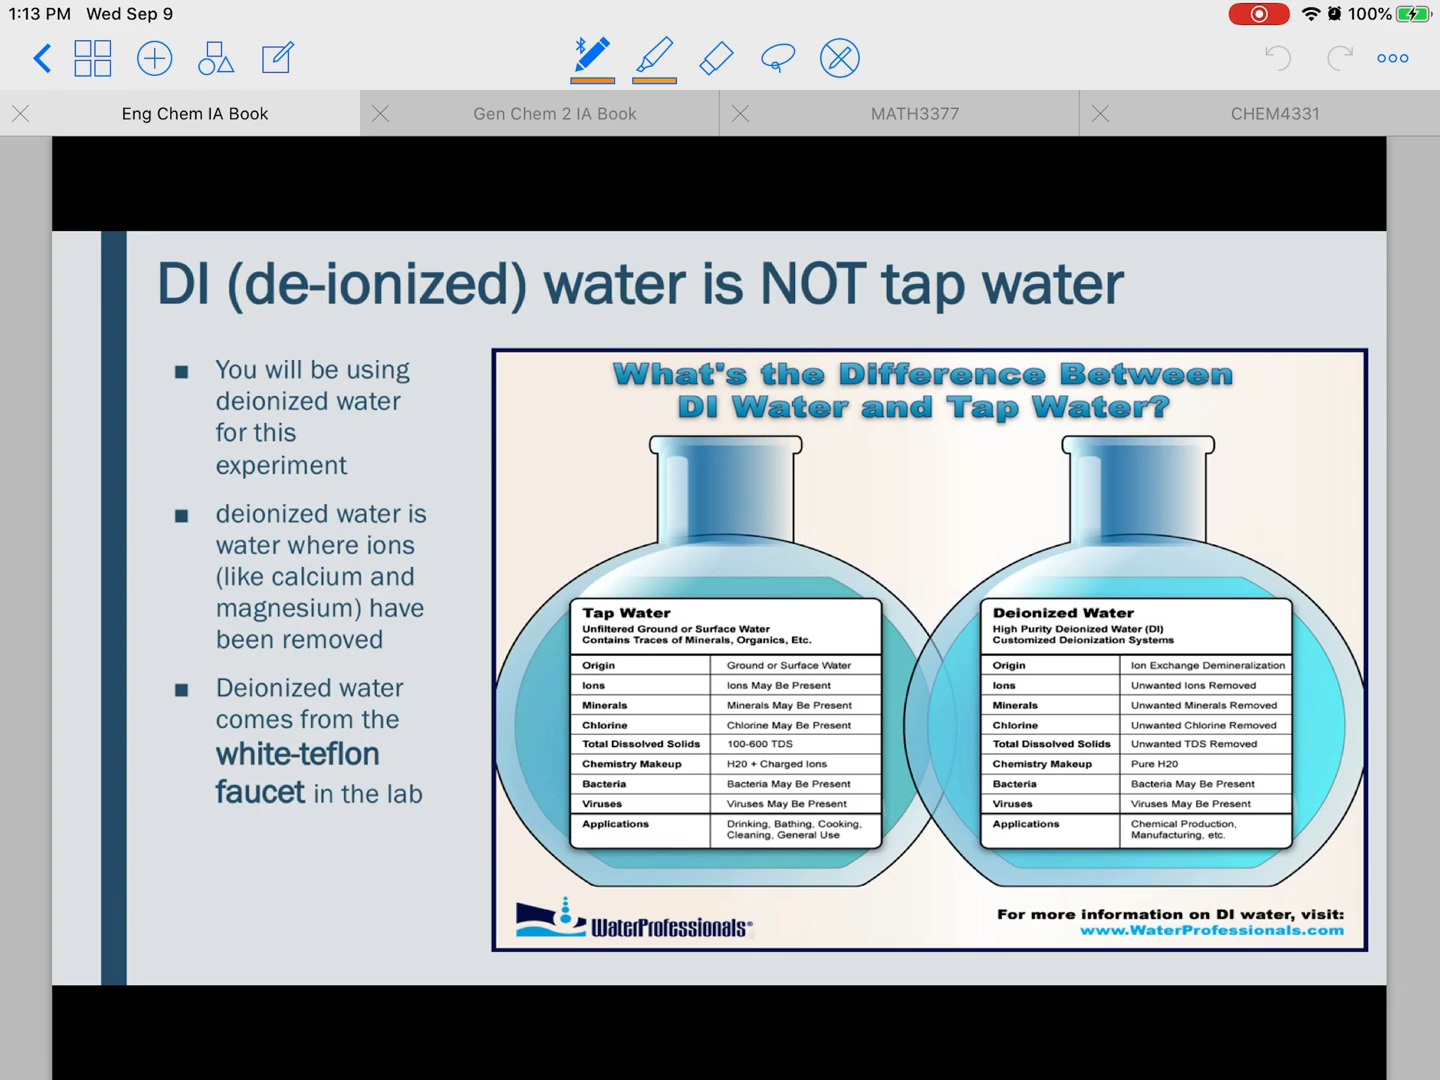 1:13 PM Wed Sep 9
100%
Eng Chem IA Book
Gen Chem 2 IA Book
MATH3377
CHEM4331
DI (de-ionized) water is NOT tap water
■ You will be using
deionized water
for this
experiment
■ deionized water is
water where ions
(like calcium and
magnesium) have
been removed
■ Deionized water
comes from the
white-teflon
faucet in the lab
What's the Difference Between
DI Water and Tap Water?
Tap Water
Unfiltered Ground or Surface Water
Contains Traces of Minerals, Organics, Etc.
Origin Ground or Surface Water
Ions Ions May Be Present
Minerals Minerals May Be Present
Chlorine Chlorine May Be Present
Total Dissolved Solids 100-600 TDS
Chemistry Makeup H20 + Charged Ions
Bacteria Bacteria May Be Present
Viruses Viruses May Be Present
Applications Drinking, Bathing, Cooking,
Cleaning, General Use
Deionized Water
High Purity Deionized Water (DI)
Customized Deionization Systems
Origin Ion Exchange Demineralization
Ions Unwanted Ions Removed
Minerals Unwanted Minerals Removed
Chlorine Unwanted Chlorine Removed
Total Dissolved Solids Unwanted TDS Removed
Chemistry Makeup Pure H20
Bacteria Bacteria May Be Present
Viruses Viruses May Be Present
Applications Chemical Production,
Manufacturing, etc.
WaterProfessionals®
For more information on DI water, visit:
www.WaterProfessionals.com